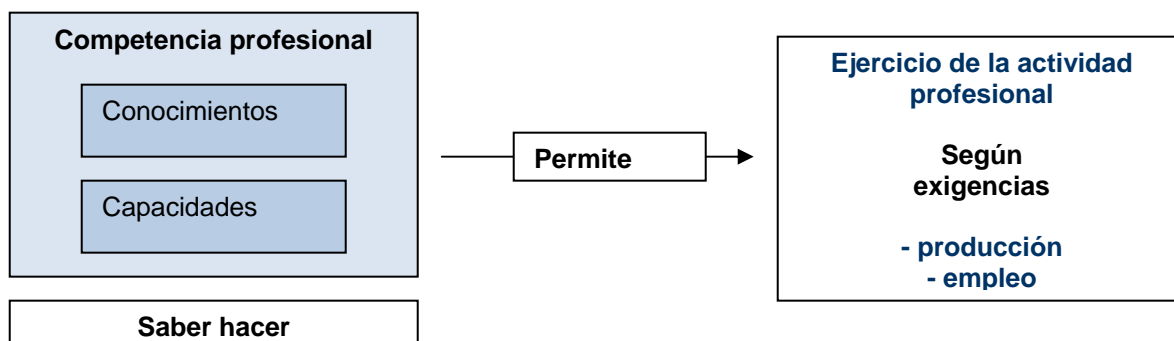 Competencia profesional
Conocimientos
Capacidades
Saber hacer
Permite
Ejercicio de la actividad
profesional
Según
exigencias
- producción
- empleo